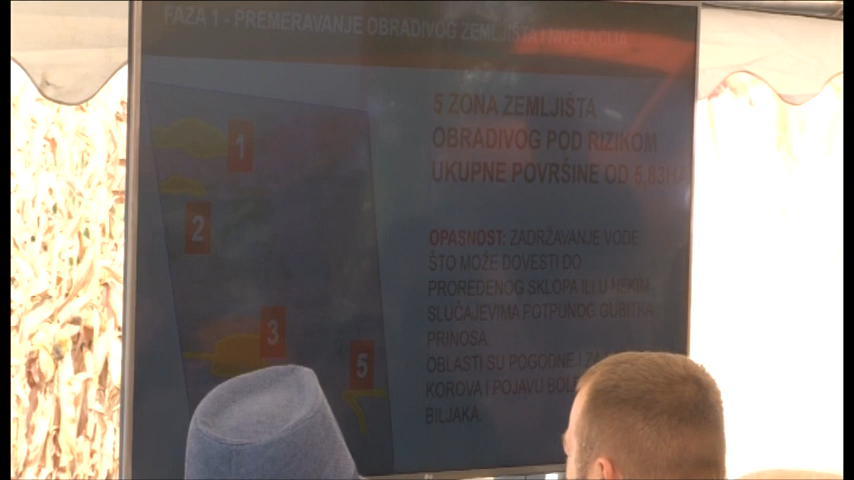 FAZA 1 - PREMERAVANJE OBRADIVOG ZEMLJIŠTA I NIVELACIJA
5 ZONA ZEMLJIŠTA
OBRADIVOG POD RIZIKOM
UKUPNE POVRŠINE OD 5,83HA
OPASNOST: ZADRŽAVANJE VODE
ŠTO MOŽE DOVESTI DO
PROREĐENOG SKLOPA ILI U NEKIM
SLUČAJEVIMA POTPUNOG GUBITKA
PRINOSA.
OBLASTI SU POGODNE I ZA
KOROVA I POJAVU
BILJAKA.
1
2
3
5